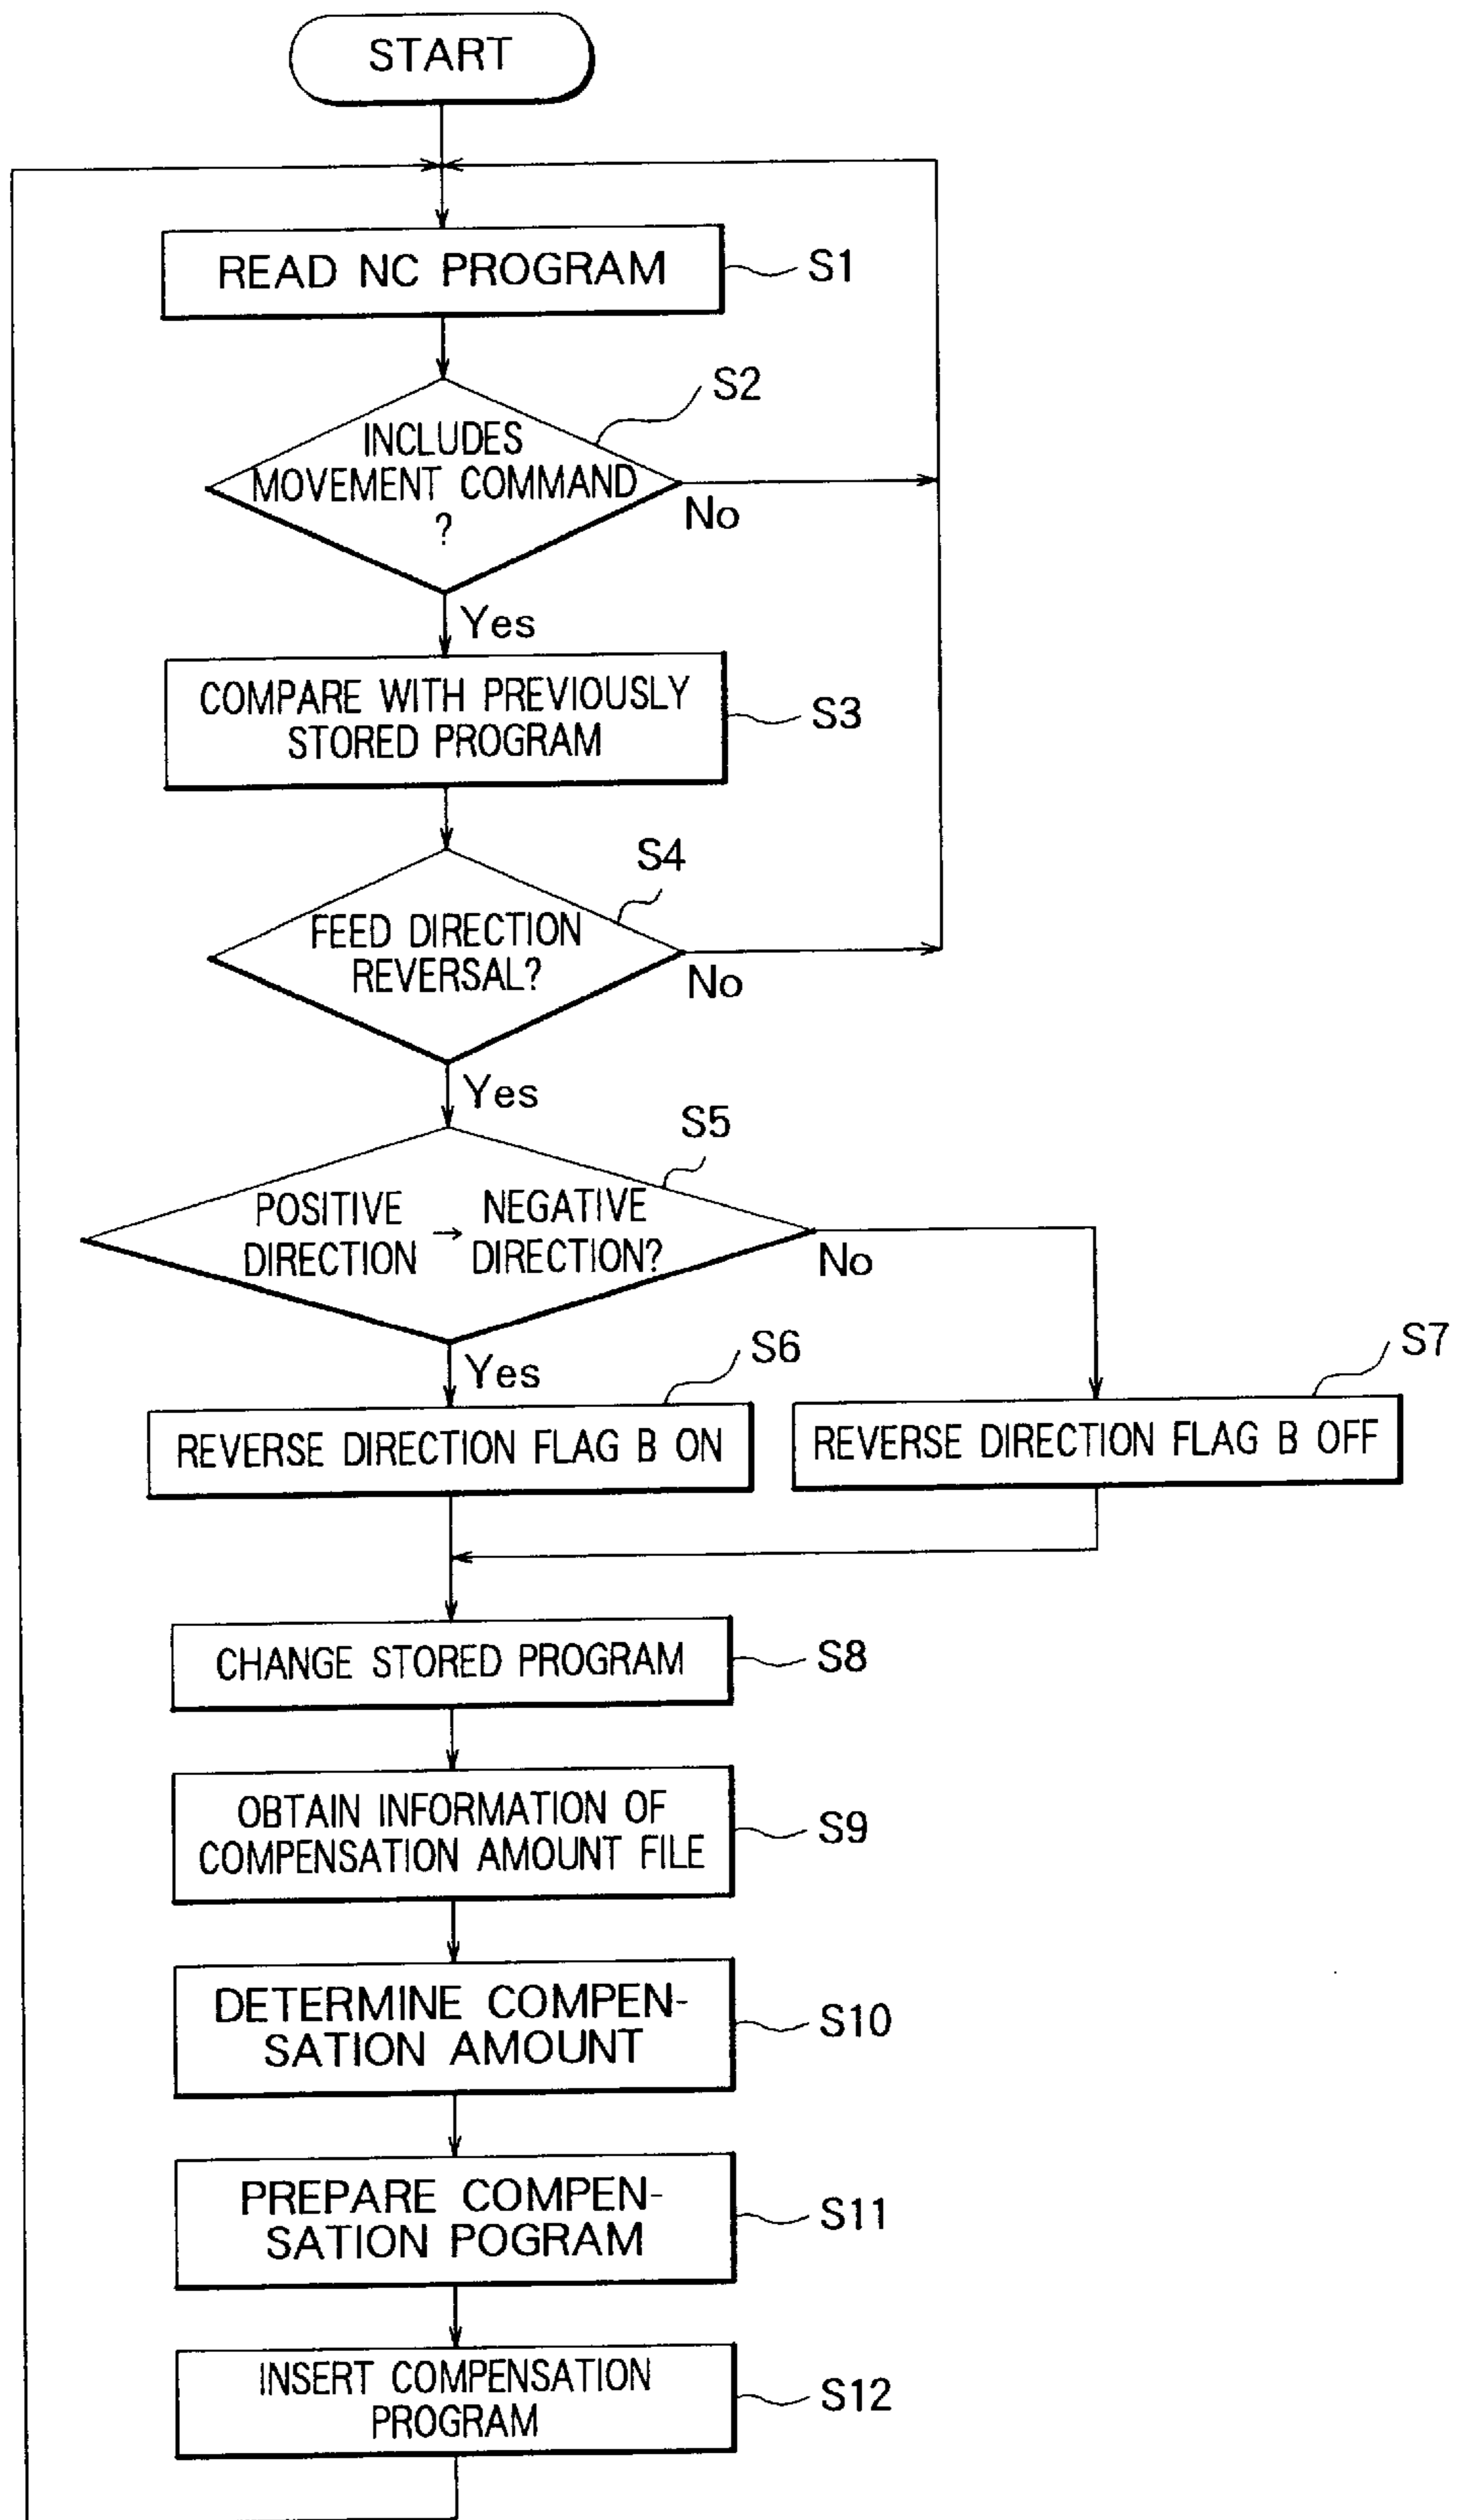 START
READ NC PROGRAM
S1
S2
INCLUDES
MOVEMENT COMMAND
?
No
Yes
COMPARE WITH PREVIOUSLY
STORED PROGRAM
S3
S4
FEED DIRECTION
REVERSAL?
No
Yes
S5
POSITIVE
DIRECTION
→
NEGATIVE
DIRECTION?
No
Yes
S6
S7
REVERSE DIRECTION FLAG B ON
REVERSE DIRECTION FLAG B OFF
CHANGE STORED PROGRAM
S8
OBTAIN INFORMATION OF
COMPENSATION AMOUNT FILE
S9
DETERMINE COMPEN-
SATION AMOUNT
S10
PREPARE COMPEN-
SATION POGRAM
S11
INSERT COMPENSATION
PROGRAM
S12